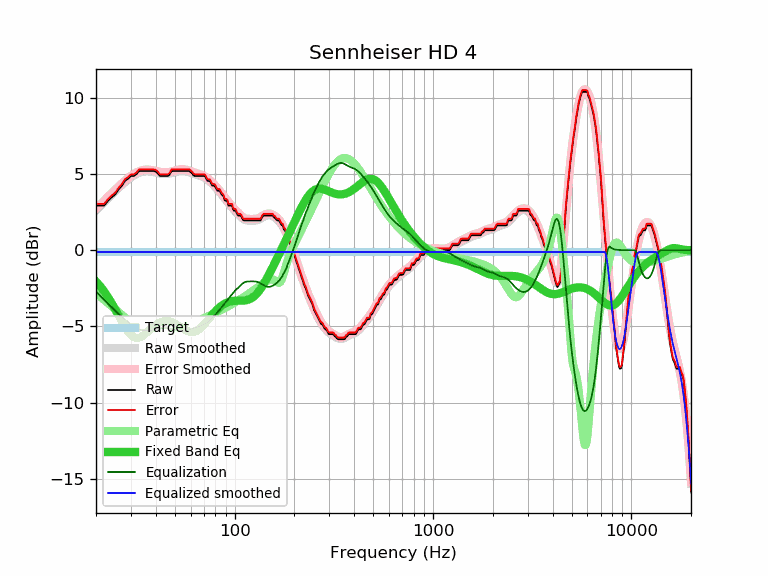 Sennheiser HD 4
10
5
0
−5
−10
−15
Amplitude (dBr)
Target
Raw Smoothed
Error Smoothed
Raw
Error
Parametric Eq
Fixed Band Eq
Equalization
Equalized smoothed
100
1000
10000
Frequency (Hz)